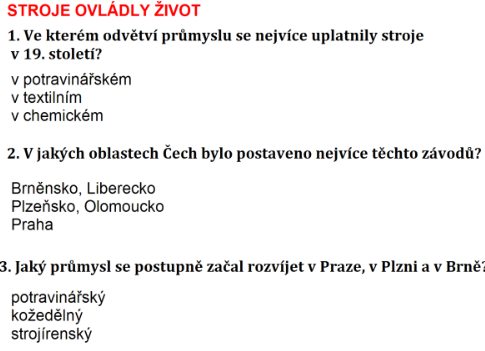 STROJE OVLÁDLY ŽIVOT
1. Ve kterém odvětví průmyslu se nejvíce uplatnily stroje
v 19. století?
v potravinářském
v textilním
v chemickém
2. V jakých oblastech Čech bylo postaveno nejvíce těchto závodů?
Brněnsko, Liberecko
Plzeňsko, Olomoucko
Praha
3. Jaký průmysl se postupně začal rozvíjet v Praze, v Plzni a v Brně?
potravinářský
kožedělný
strojírenský